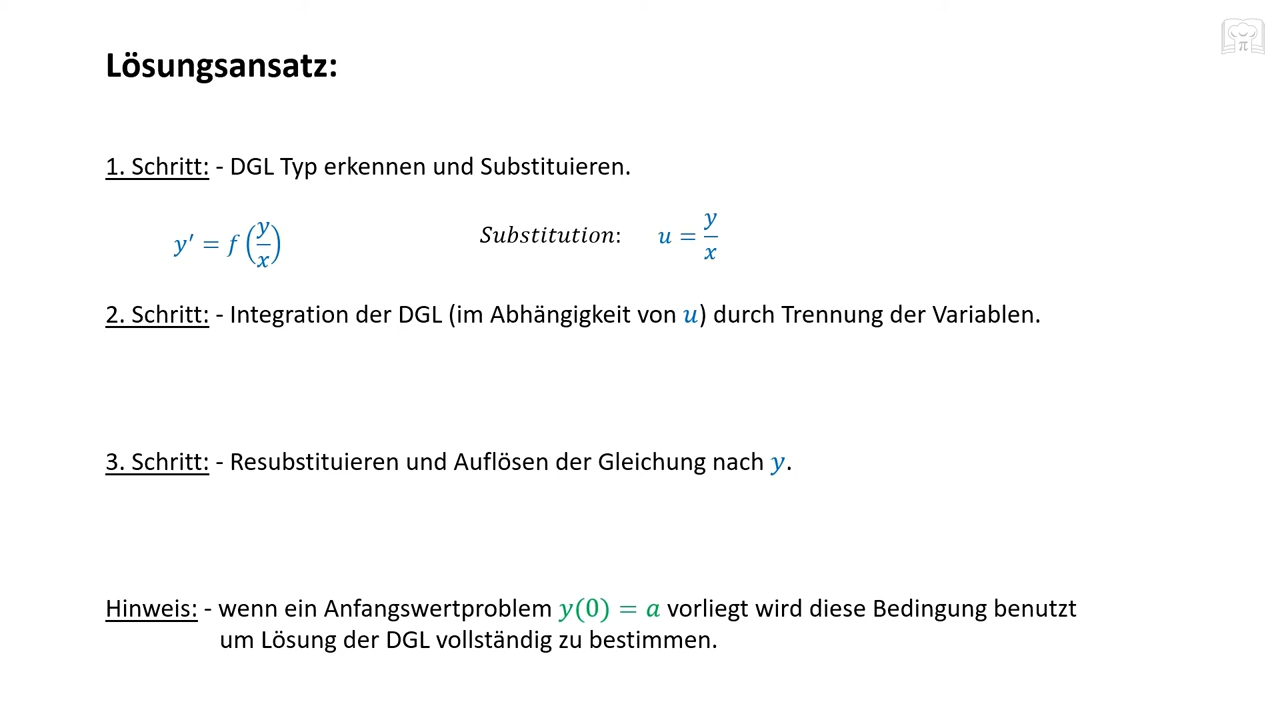 Lösungsansatz:
1. Schritt: - DGL Typ erkennen und Substituieren.
y′ = f(y/x) Substitution: u = y/x
2. Schritt: - Integration der DGL (im Abhängigkeit von u) durch Trennung der Variablen.
3. Schritt: - Resubstituieren und Auflösen der Gleichung nach y.
Hinweis: - wenn ein Anfangswertproblem y(0) = a vorliegt wird diese Bedingung benutzt
um Lösung der DGL vollständig zu bestimmen.
π